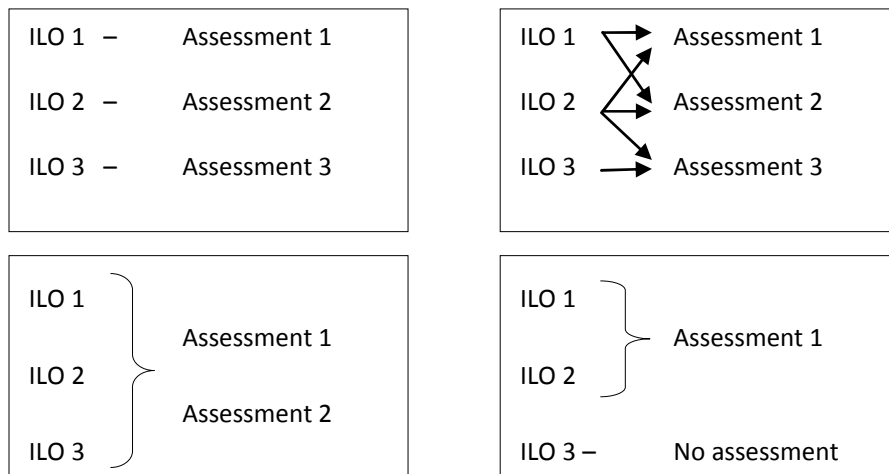 ILO 1 – Assessment 1
ILO 2 – Assessment 2
ILO 3 – Assessment 3
ILO 1 Assessment 1
ILO 2 Assessment 2
ILO 3 Assessment 3
ILO 1
Assessment 1
ILO 2
Assessment 2
ILO 3
ILO 1
Assessment 1
ILO 2
ILO 3 – No assessment